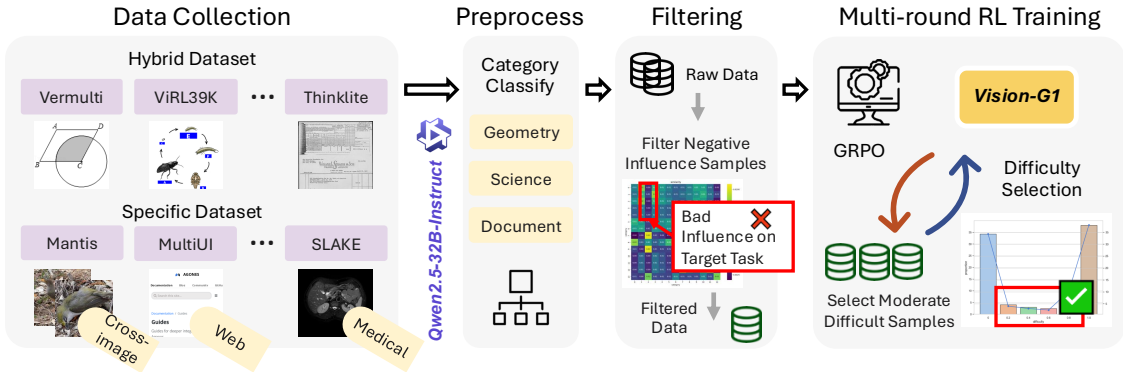 Data Collection
Hybrid Dataset
Vermulti
ViRL39K
Thinklite
A
D
B
C
Specific Dataset
Mantis
MultiUI
SLAKE
AGONES
Guides
Cross-
image
Web
Medical
Qwen2.5-32B-Instruct
Preprocess
Category
Classify
Geometry
Science
Document
Filtering
Raw Data
Filter Negative
Influence Samples
Bad
Influence on
Target Task
Filtered
Data
Multi-round RL Training
GRPO
Vision-G1
Difficulty
Selection
Select Moderate
Difficult Samples